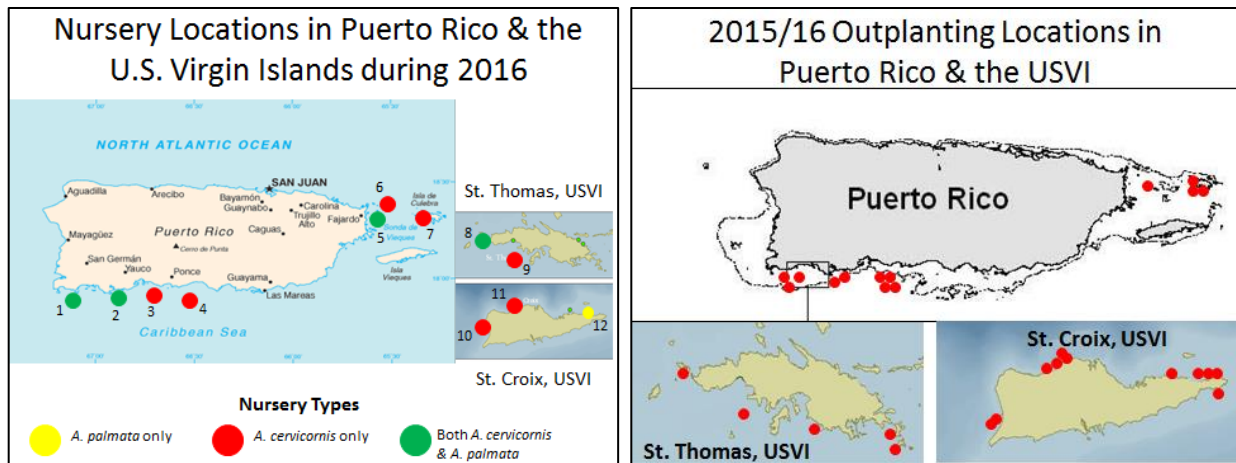 Nursery Locations in Puerto Rico & the
U.S. Virgin Islands during 2016
NORTH ATLANTIC OCEAN
Aguadilla
Arecibo
SAN JUAN
Bayamón
Guaynabo
Carolina
Trujillo
Alto
Fajardo
Isla de
Culebra
6
5
7
Mayagüez
Puerto Rico
Cerro de Punta
Caguas
de
Vieques
Isla
Vieques
San Germán
Yauco
Ponce
Guayama
Las Mareas
1
2
3
4
Caribbean Sea
St. Thomas, USVI
8
9
11
10
12
St. Croix, USVI
Nursery Types
A. palmata only
A. cervicornis only
Both A. cervicornis
& A. palmata
2015/16 Outplanting Locations in
Puerto Rico & the USVI
Puerto Rico
St. Thomas, USVI
St. Croix, USVI